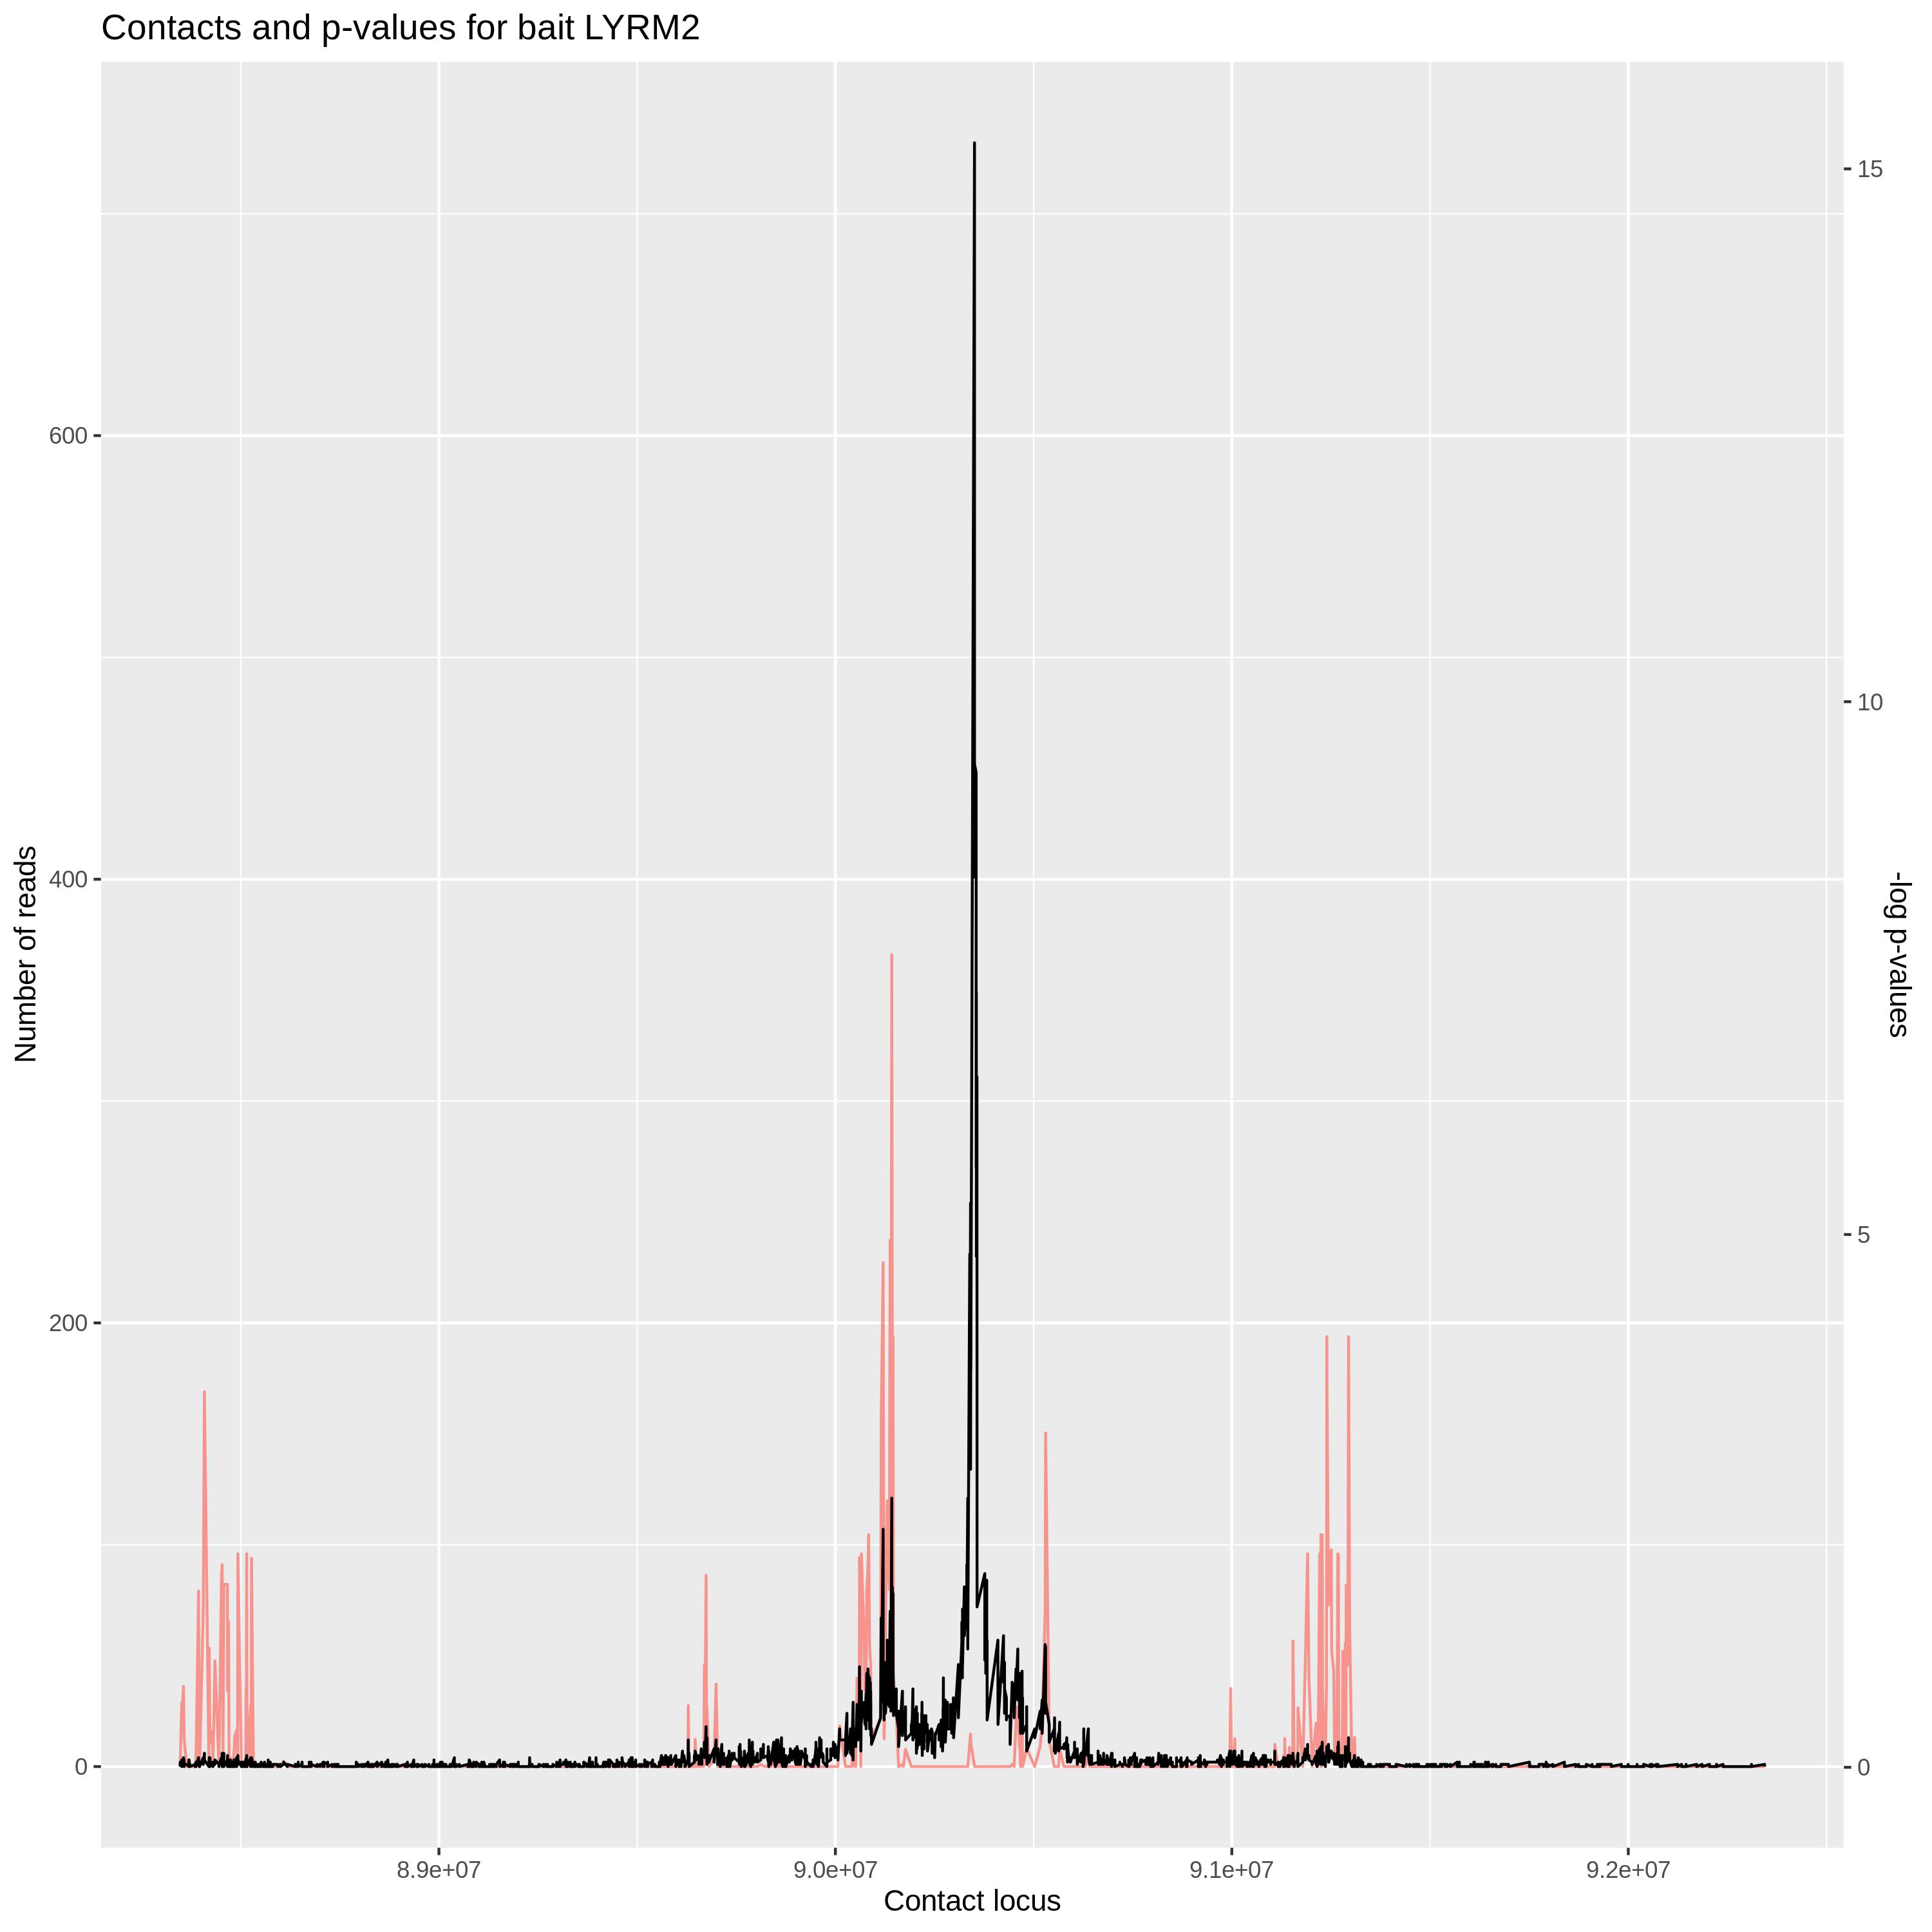 Contacts and p-values for bait LYRM2
15
600
10
400
Number of reads
-log p-values
5
200
0
0
8.9e+07
9.0e+07
9.1e+07
9.2e+07
Contact locus